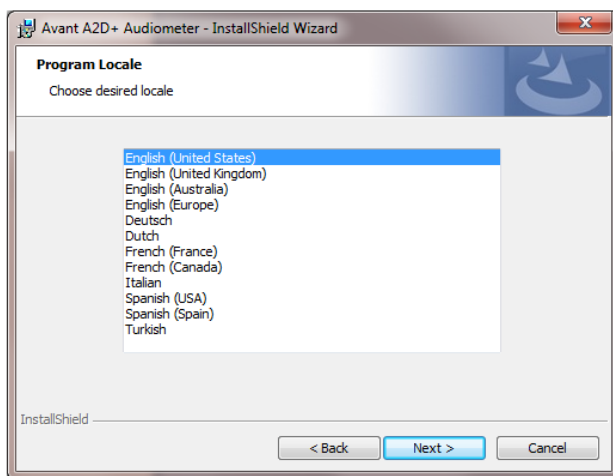 Avant A2D+ Audiometer - InstallShield Wizard
Program Locale
Choose desired locale
English (United States)
English (United Kingdom)
English (Australia)
English (Europe)
Deutsch
Dutch
French (France)
French (Canada)
Italian
Spanish (USA)
Spanish (Spain)
Turkish
InstallShield
< Back Next > Cancel